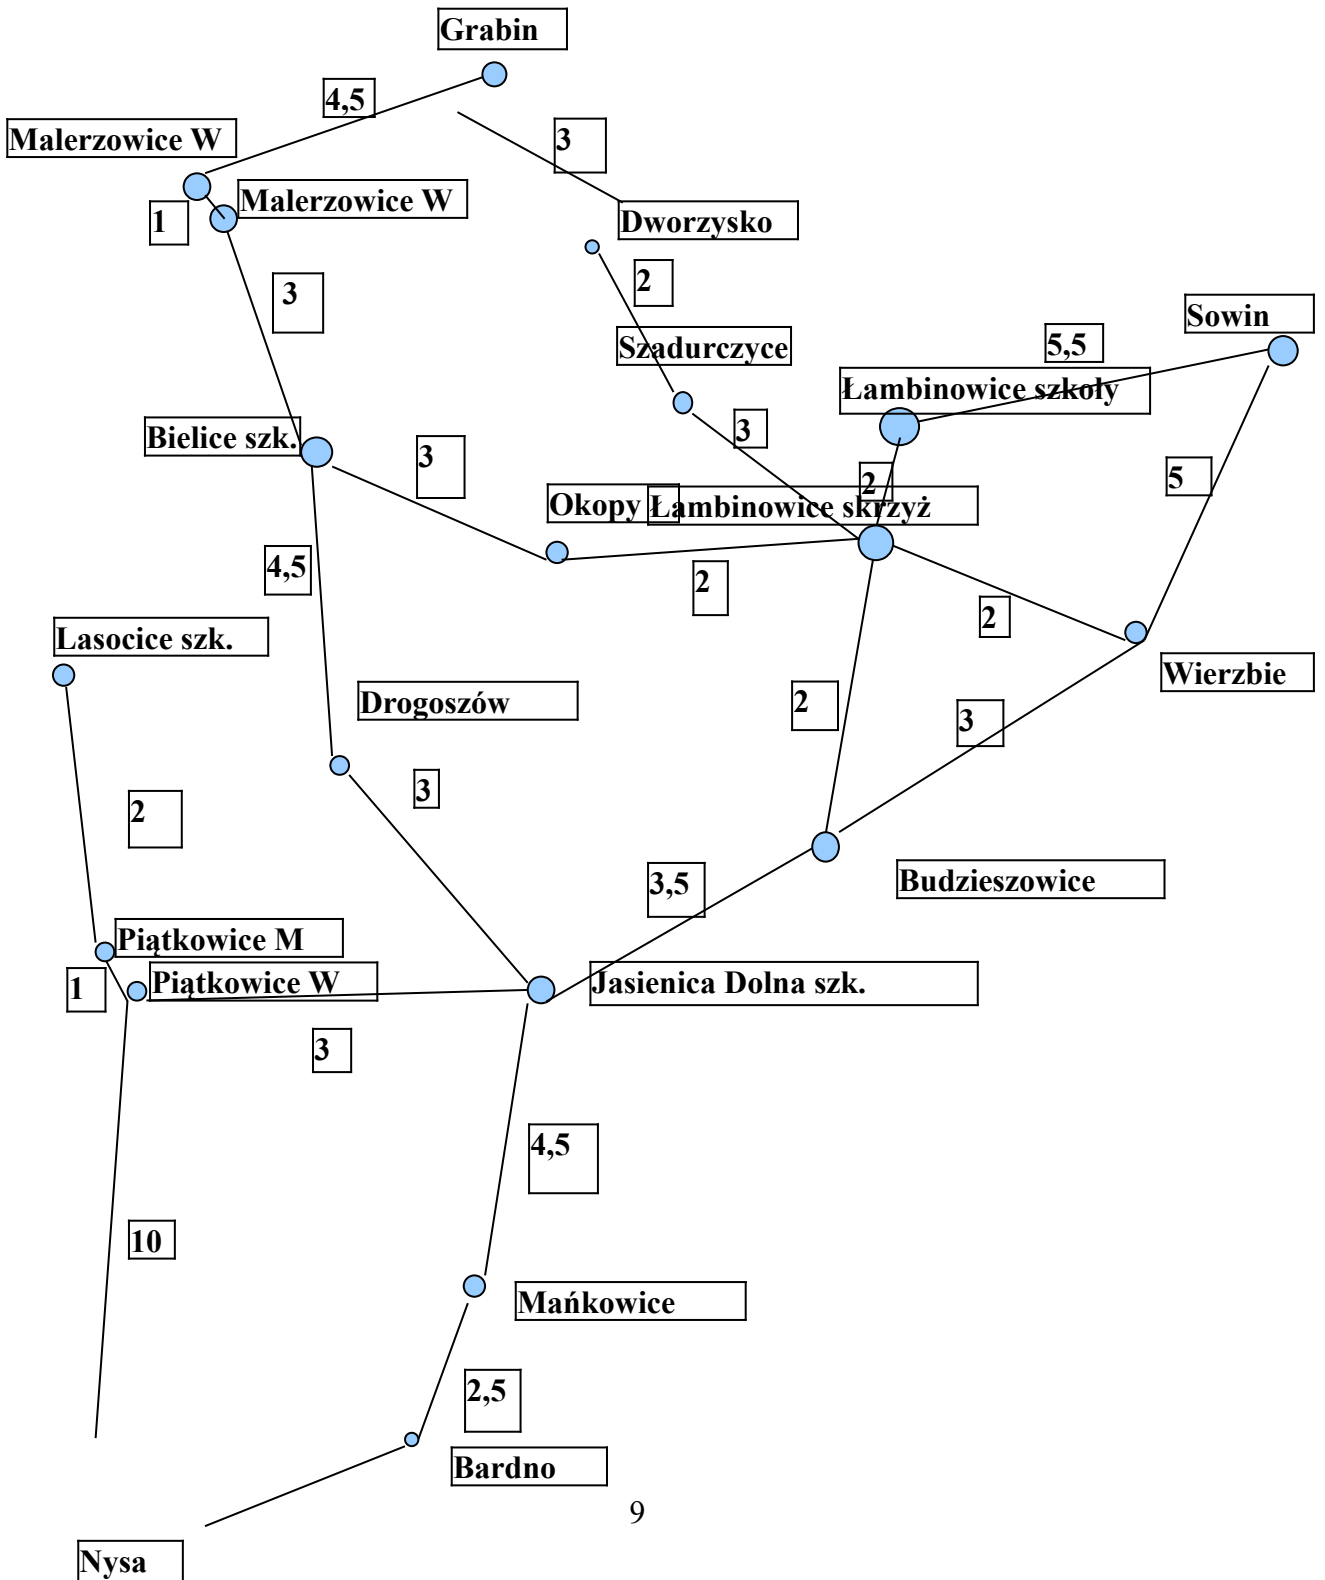 Grabin
4,5
Malerzowice W
3
Malerzowice W
1
Dworzysko
2
3
Sowin
5,5
Szadurczyce
Łambinowice szkoły
3
Bielice szk.
3
5
2
Okopy
Łambinowice skrzyż
4,5
2
2
Lasocice szk.
Wierzbie
Drogoszów
2
3
3
2
3,5
Budzieszowice
Piątkowice M
1
Piątkowice W
Jasienica Dolna szk.
3
4,5
10
Mańkowice
2,5
Bardno
9
Nysa